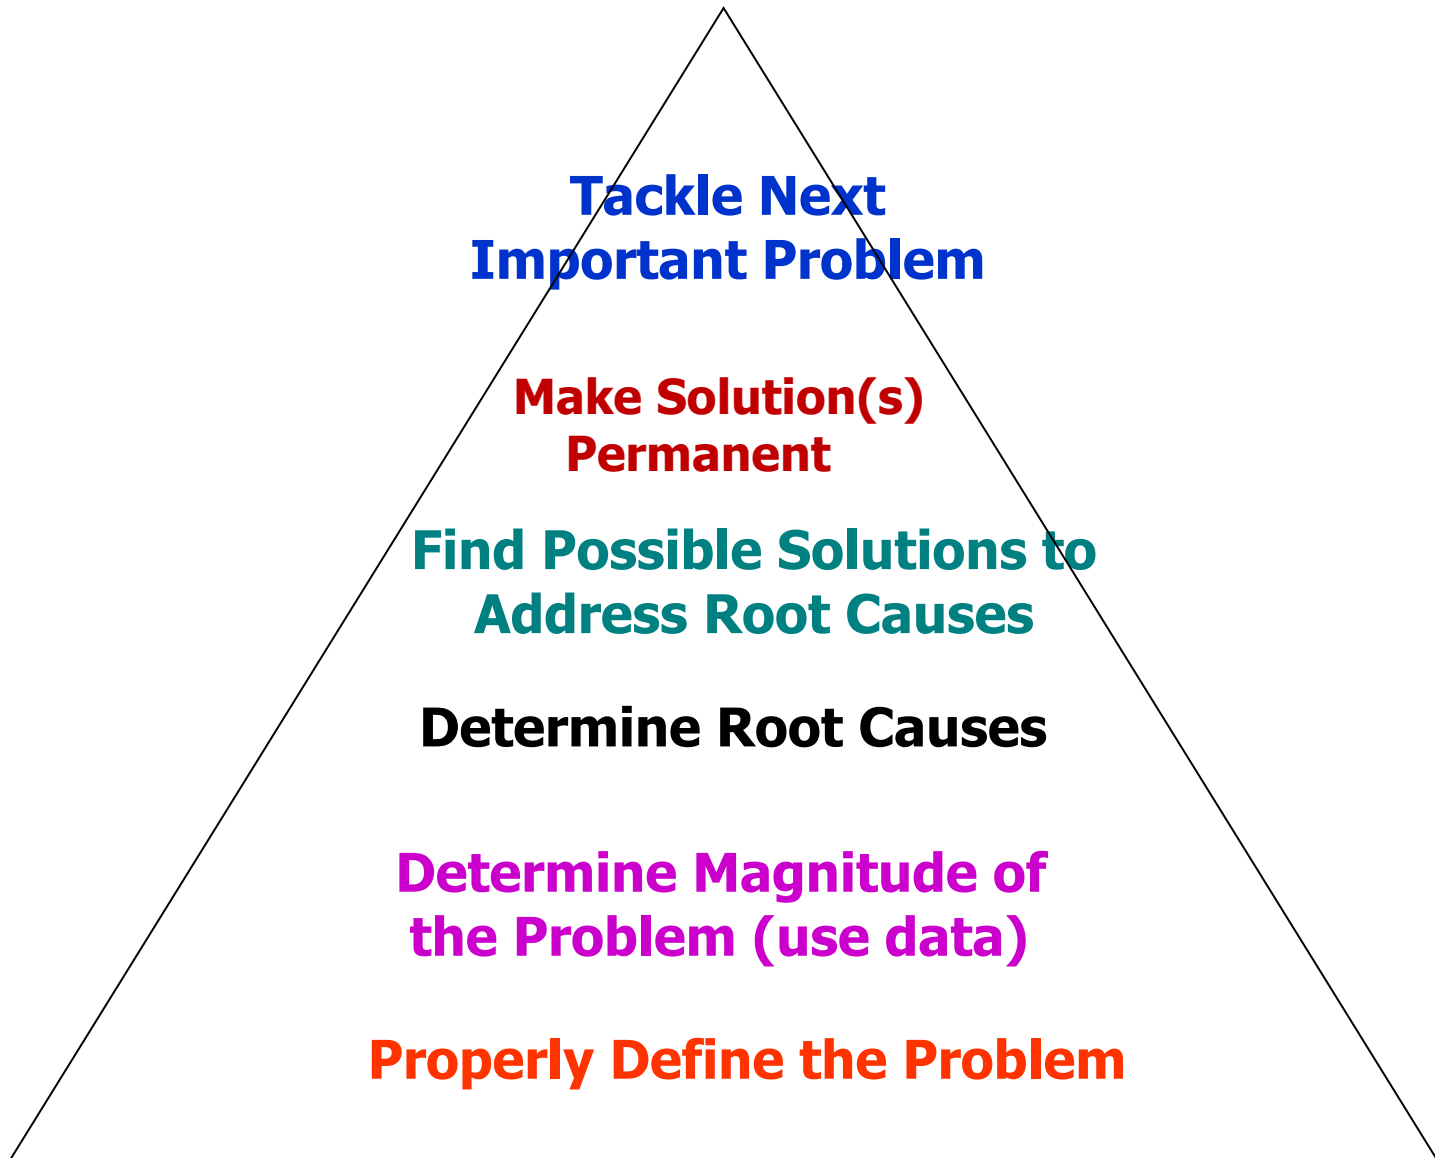 Tackle Next
Important Problem
Make Solution(s)
Permanent
Find Possible Solutions to
Address Root Causes
Determine Root Causes
Determine Magnitude of
the Problem (use data)
Properly Define the Problem